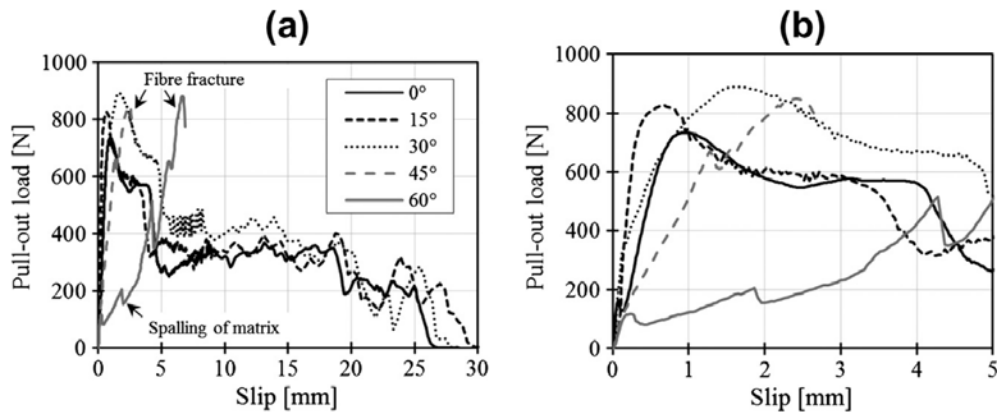 (a)
1000
800
600
400
200
0
Pull-out load [N]
Fibre fracture
0°
15°
30°
45°
60°
Spalling of matrix
0 5 10 15 20 25 30
Slip [mm]
(b)
1000
800
600
400
200
0
Pull-out load [N]
0 1 2 3 4 5
Slip [mm]